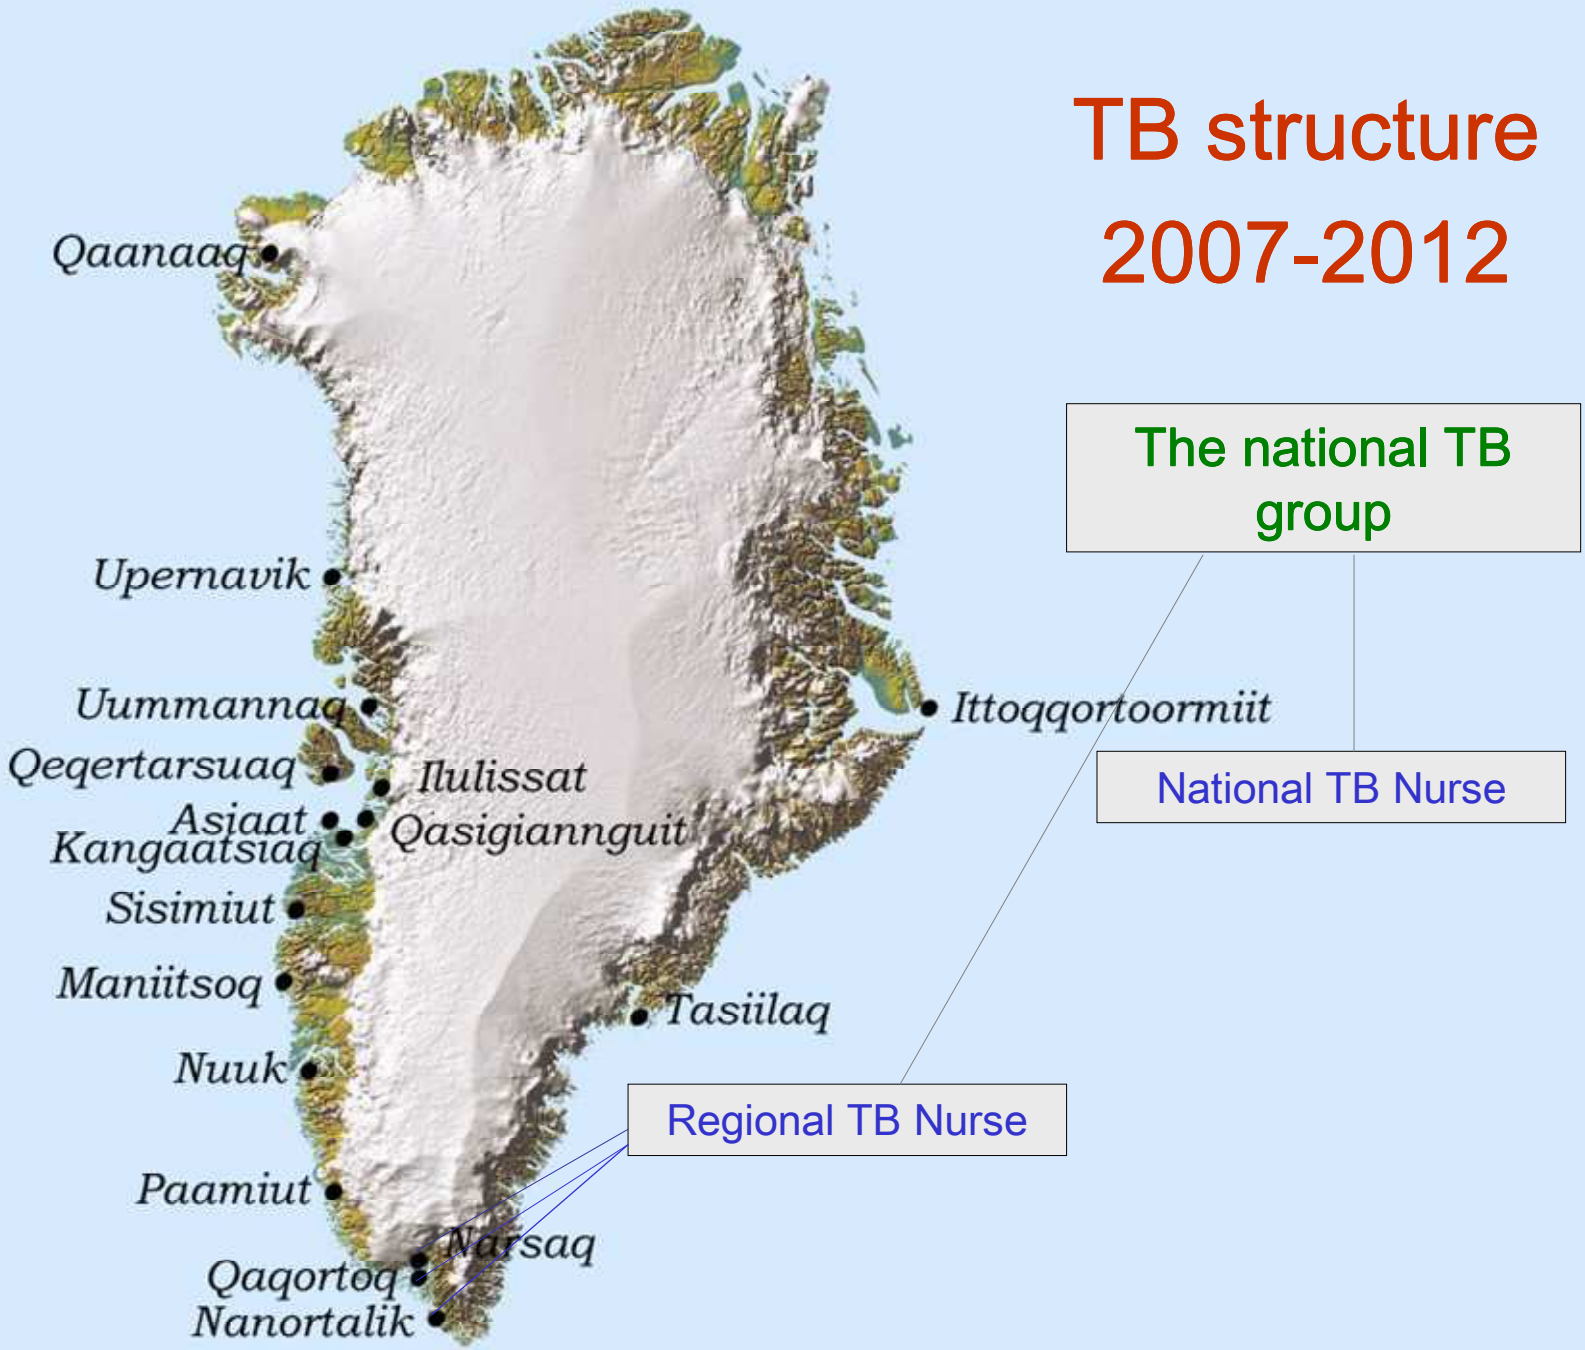 TB structure
2007-2012
Qaanaaq
The national TB
group
Upernavik
Uummannaq
Ittoqqortoormiit
Qeqertarsuaq
Ilulissat
National TB Nurse
Asiaat
Qasigiannguit
Kangaatsiaq
Sisimiut
Maniitsoq
Tasiilaq
Nuuk
Regional TB Nurse
Paamiut
Narsaq
Qaqortoq
Nanortalik